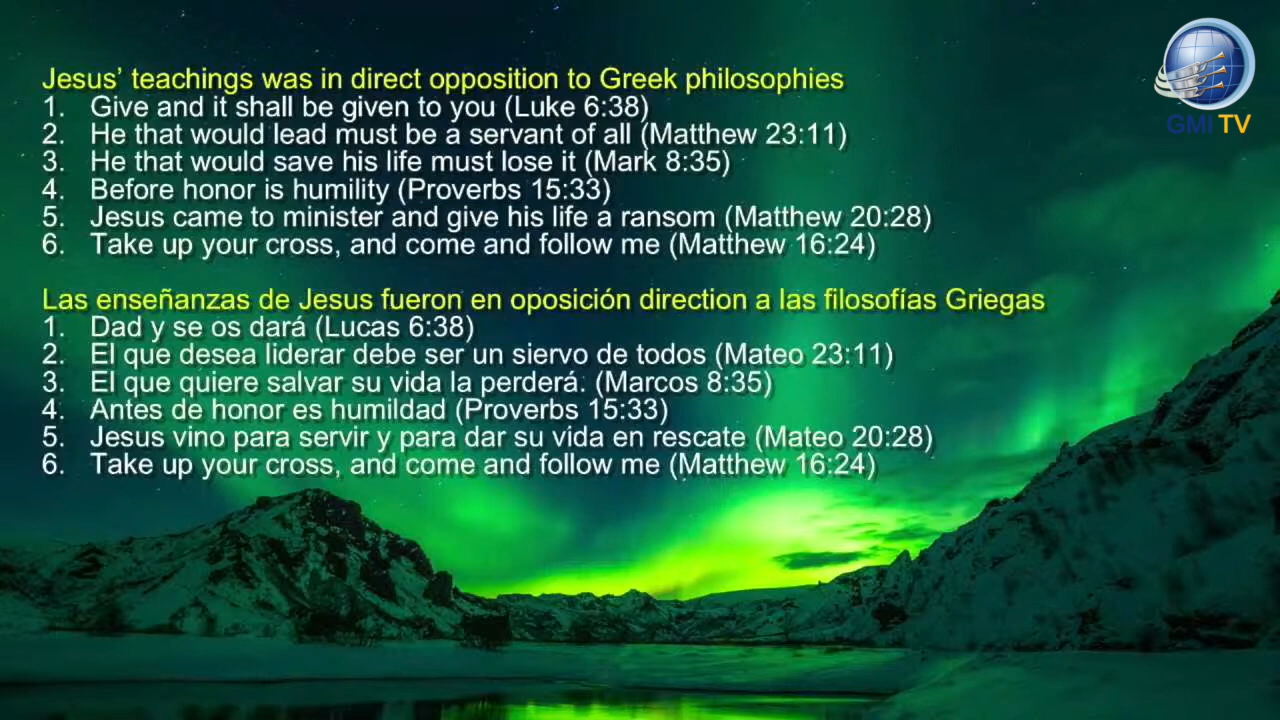 Jesus’ teachings was in direct opposition to Greek philosophies
1. Give and it shall be given to you (Luke 6:38)
2. He that would lead must be a servant of all (Matthew 23:11)
3. He that would save his life must lose it (Mark 8:35)
4. Before honor is humility (Proverbs 15:33)
5. Jesus came to minister and give his life a ransom (Matthew 20:28)
6. Take up your cross, and come and follow me (Matthew 16:24)
Las enseñanzas de Jesus fueron en oposición direction a las filosofías Griegas
1. Dad y se os dará (Lucas 6:38)
2. El que desea liderar debe ser un siervo de todos (Mateo 23:11)
3. El que quiere salvar su vida la perderá. (Marcos 8:35)
4. Antes de honor es humildad (Proverbs 15:33)
5. Jesus vino para servir y para dar su vida en rescate (Mateo 20:28)
6. Take up your cross, and come and follow me (Matthew 16:24)
GMI TV